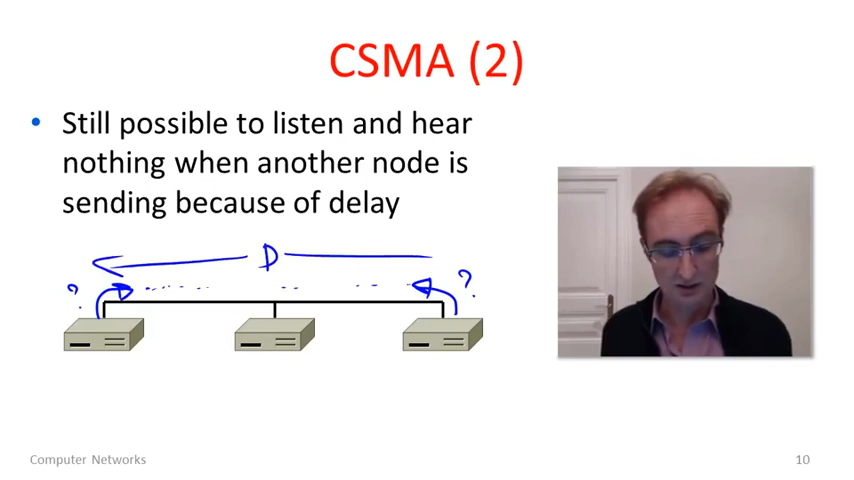 CSMA (2)
• Still possible to listen and hear
nothing when another node is
sending because of delay
D
?
?
Computer Networks
10